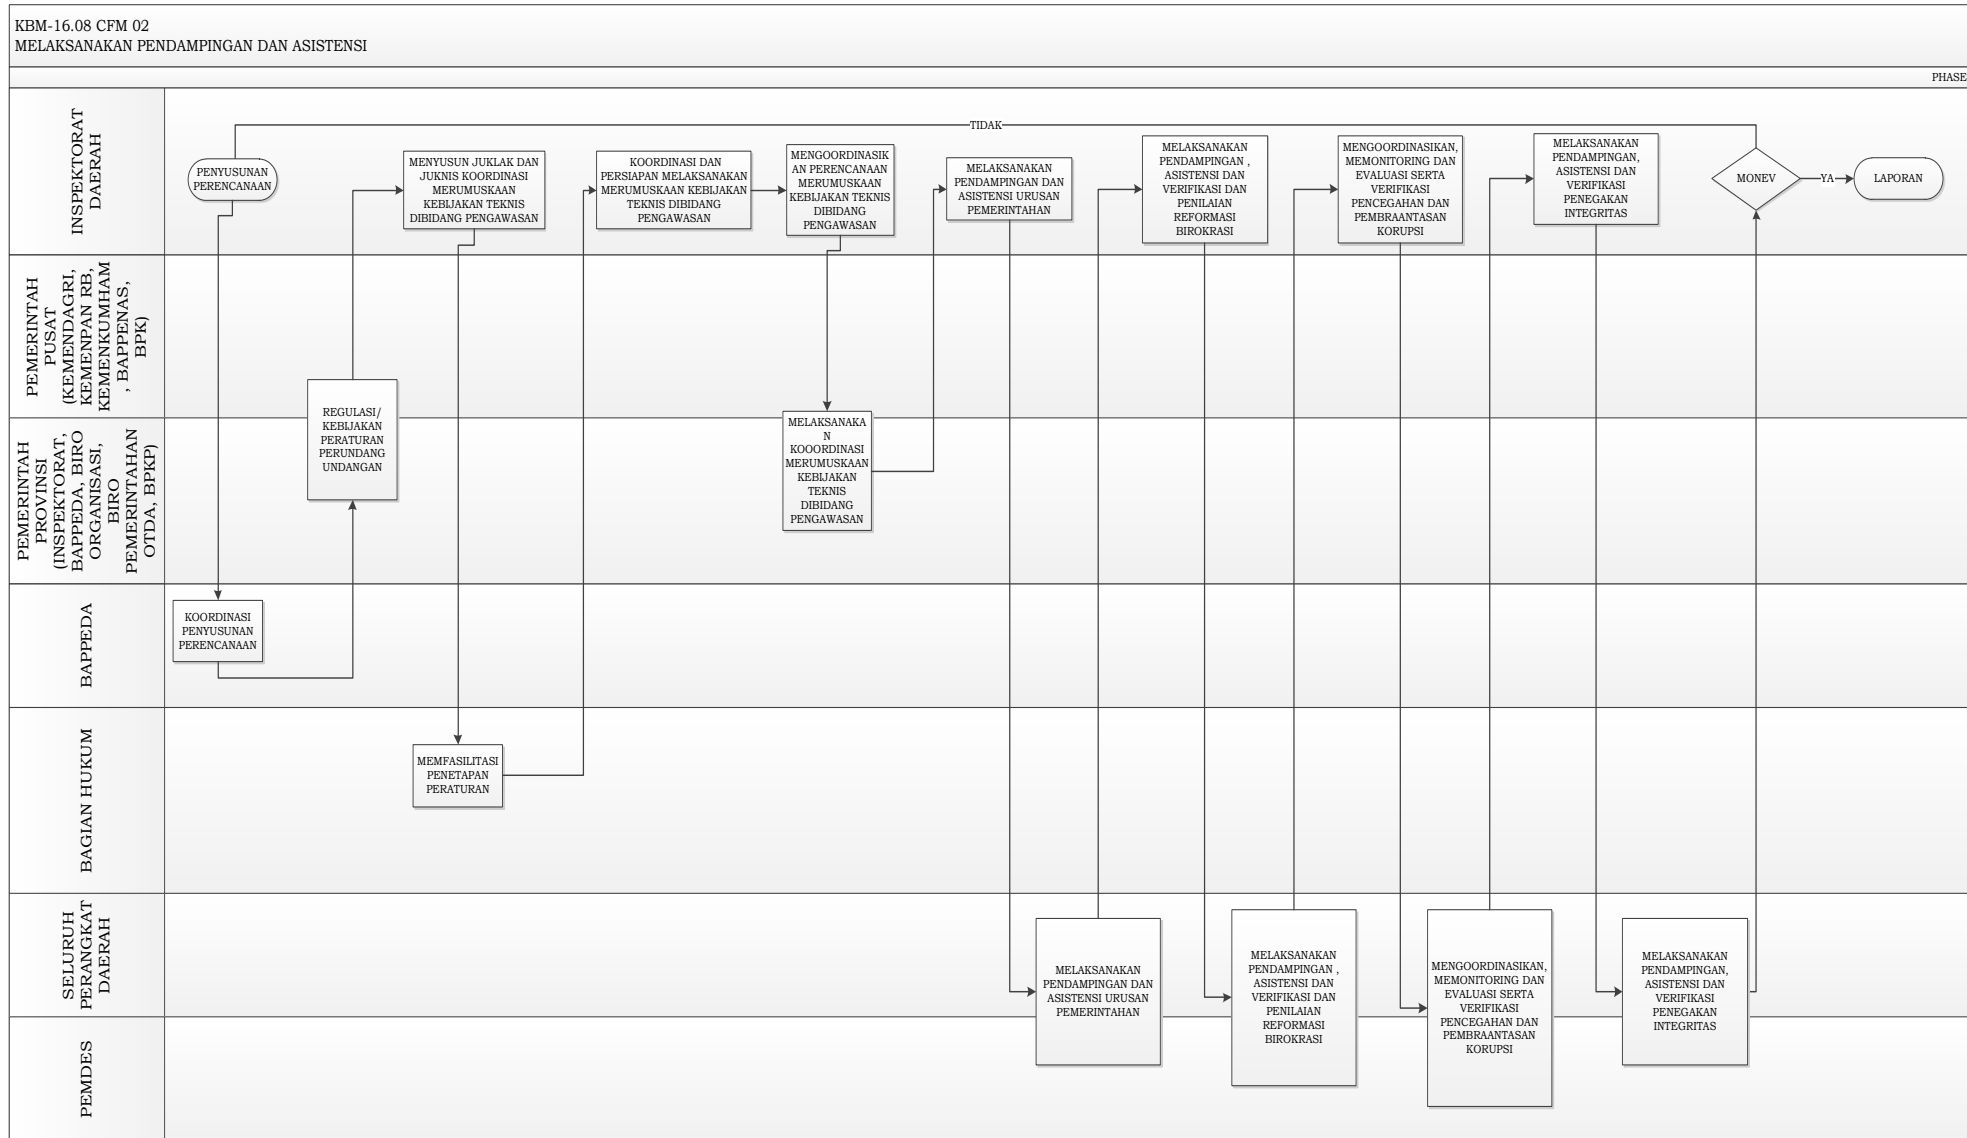 KBM-16.08 CFM 02
MELAKSANAKAN PENDAMPINGAN DAN ASISTENSI
PHASE
INSPEKTORAT
DAERAH
PENYUSUNAN
PERENCANAAN
MENYUSUN JUKLAK DAN
JUKNIS KOORDINASI
MERUMUSKAAN
KEBIJAKAN TEKNIS
DIBIDANG PENGAWASAN
KOORDINASI DAN
PERSIAPAN MELAKSANAKAN
MERUMUSKAAN KEBIJAKAN
TEKNIS DIBIDANG
PENGAWASAN
MENGOORDINASIK
AN PERENCANAAN
MERUMUSKAAN
KEBIJAKAN TEKNIS
DIBIDANG
PENGAWASAN
MELAKSANAKAN
PENDAMPINGAN DAN
ASISTENSI URUSAN
PEMERINTAHAN
TIDAK
MELAKSANAKAN
PENDAMPINGAN ,
ASISTENSI DAN
VERIFIKASI DAN
PENILAIAN
REFORMASI
BIROKRASI
MENGOORDINASIKAN,
MEMONITORING DAN
EVALUASI SERTA
VERIFIKASI
PENCEGAHAN DAN
PEMBRAANTASAN
KORUPSI
MELAKSANAKAN
PENDAMPINGAN,
ASISTENSI DAN
VERIFIKASI
PENEGAKAN
INTEGRITAS
MONEV
YA
LAPORAN
PEMERINTAH
PUSAT
(KEMENDAGRI,
KEMENPAN RB,
KEMENKUMHAM
, BAPPENAS,
BPK)
REGULASI/
KEBIJAKAN
PERATURAN
PERUNDANG
UNDANGAN
PEMERINTAH
PROVINSI
(INSPEKTORAT,
BAPPEDA, BIRO
ORGANISASI,
BIRO
PEMERINTAHAN
OTDA, BPKP)
MELAKSANAKA
N
KOOORDINASI
MERUMUSKAAN
KEBIJAKAN
TEKNIS
DIBIDANG
PENGAWASAN
BAPPEDA
KOORDINASI
PENYUSUNAN
PERENCANAAN
BAGIAN HUKUM
MEMFASILITASI
PENETAPAN
PERATURAN
SELURUH
PERANGKAT
DAERAH
MELAKSANAKAN
PENDAMPINGAN DAN
ASISTENSI URUSAN
PEMERINTAHAN
MELAKSANAKAN
PENDAMPINGAN ,
ASISTENSI DAN
VERIFIKASI DAN
PENILAIAN
REFORMASI
BIROKRASI
MENGOORDINASIKAN,
MEMONITORING DAN
EVALUASI SERTA
VERIFIKASI
PENCEGAHAN DAN
PEMBRAANTASAN
KORUPSI
MELAKSANAKAN
PENDAMPINGAN,
ASISTENSI DAN
VERIFIKASI
PENEGAKAN
INTEGRITAS
PEMDES